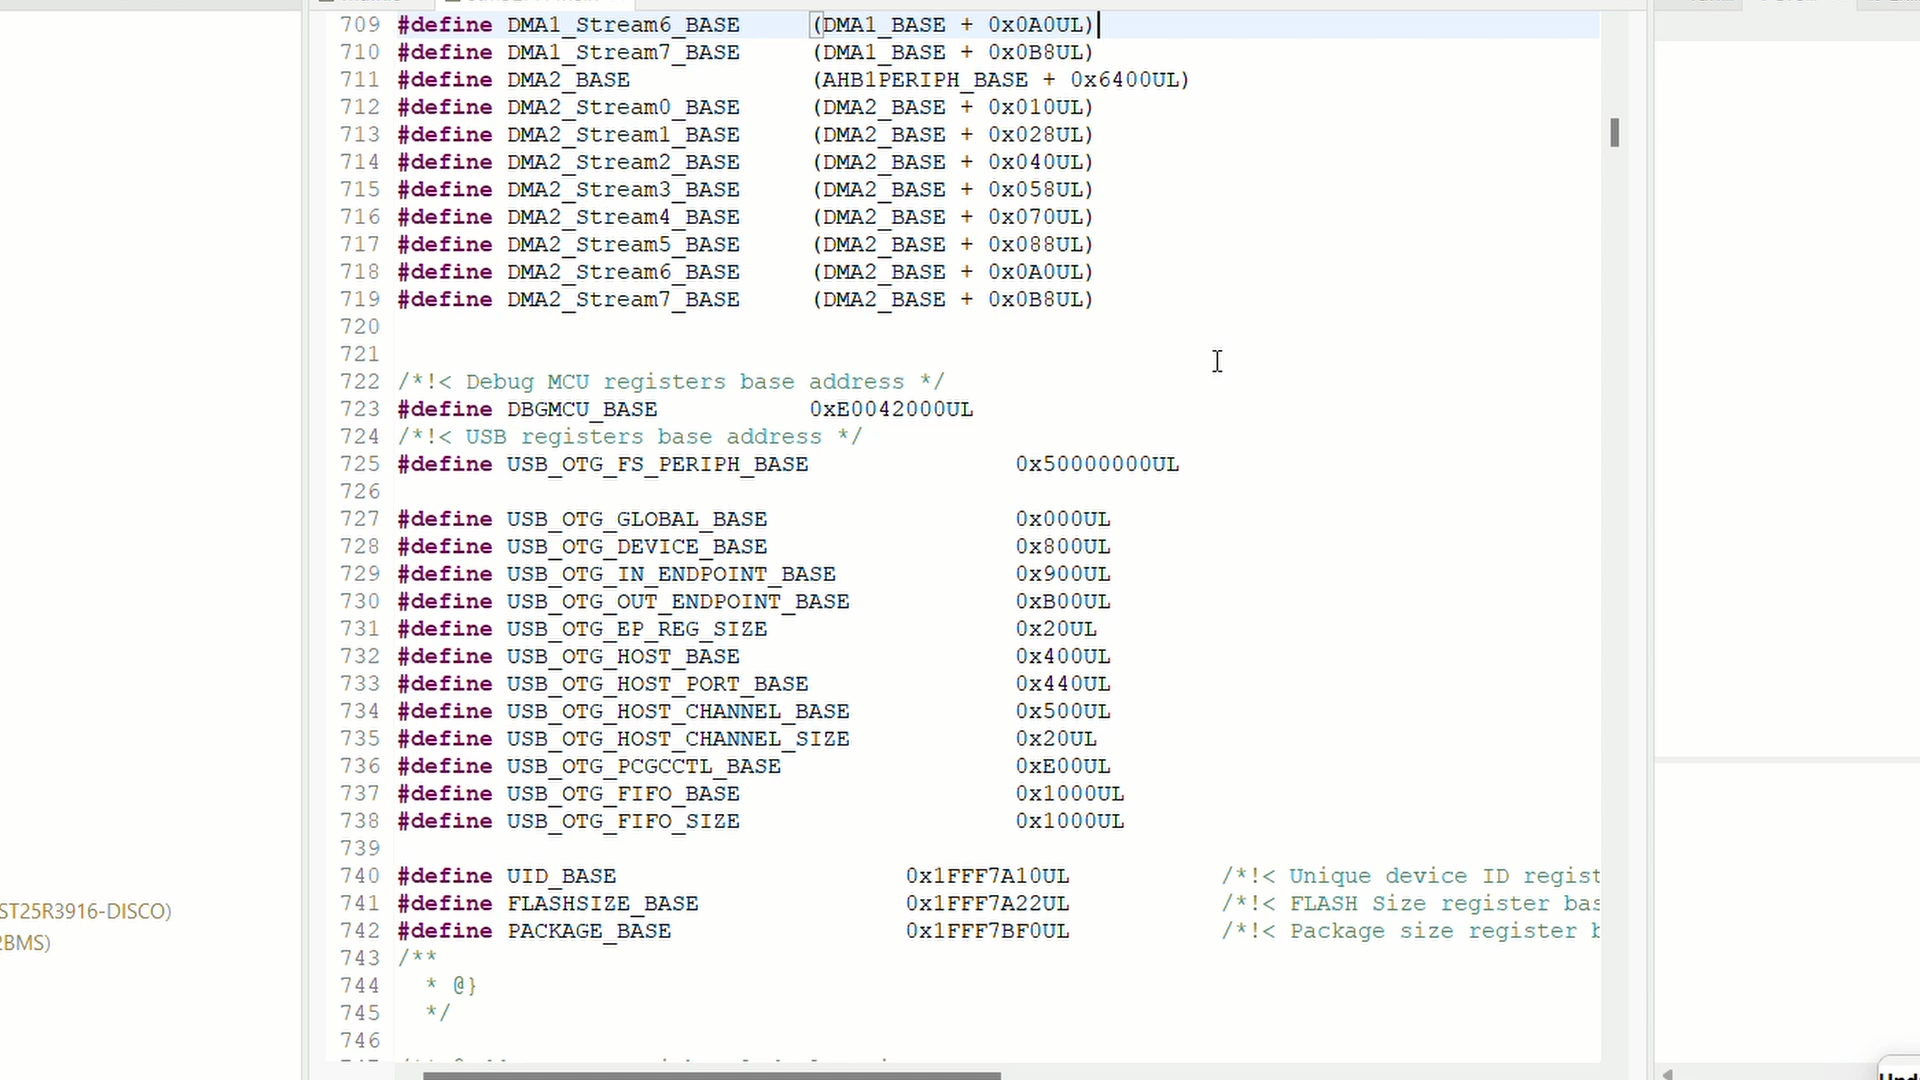 709 #define DMA1_Stream6_BASE (DMA1_BASE + 0x0A0UL)
710 #define DMA1_Stream7_BASE (DMA1_BASE + 0x0B8UL)
711 #define DMA2_BASE (AHB1PERIPH_BASE + 0x6400UL)
712 #define DMA2_Stream0_BASE (DMA2_BASE + 0x010UL)
713 #define DMA2_Stream1_BASE (DMA2_BASE + 0x028UL)
714 #define DMA2_Stream2_BASE (DMA2_BASE + 0x040UL)
715 #define DMA2_Stream3_BASE (DMA2_BASE + 0x058UL)
716 #define DMA2_Stream4_BASE (DMA2_BASE + 0x070UL)
717 #define DMA2_Stream5_BASE (DMA2_BASE + 0x088UL)
718 #define DMA2_Stream6_BASE (DMA2_BASE + 0x0A0UL)
719 #define DMA2_Stream7_BASE (DMA2_BASE + 0x0B8UL)
720
721
722 /*!< Debug MCU registers base address */
723 #define DBGMCU_BASE 0xE0042000UL
724 /*!< USB registers base address */
725 #define USB_OTG_FS_PERIPH_BASE 0x50000000UL
726
727 #define USB_OTG_GLOBAL_BASE 0x000UL
728 #define USB_OTG_DEVICE_BASE 0x800UL
729 #define USB_OTG_IN_ENDPOINT_BASE 0x900UL
730 #define USB_OTG_OUT_ENDPOINT_BASE 0xB00UL
731 #define USB_OTG_EP_REG_SIZE 0x20UL
732 #define USB_OTG_HOST_BASE 0x400UL
733 #define USB_OTG_HOST_PORT_BASE 0x440UL
734 #define USB_OTG_HOST_CHANNEL_BASE 0x500UL
735 #define USB_OTG_HOST_CHANNEL_SIZE 0x20UL
736 #define USB_OTG_PCGCCTL_BASE 0xE00UL
737 #define USB_OTG_FIFO_BASE 0x1000UL
738 #define USB_OTG_FIFO_SIZE 0x1000UL
739
740 #define UID_BASE 0x1FFF7A10UL /*!< Unique device ID regist
741 #define FLASHSIZE_BASE 0x1FFF7A22UL /*!< FLASH Size register bas
742 #define PACKAGE_BASE 0x1FFF7BF0UL /*!< Package size register b
743 /**
744 * @}
745 */
746
ST25R3916-DISCO)
2BMS)